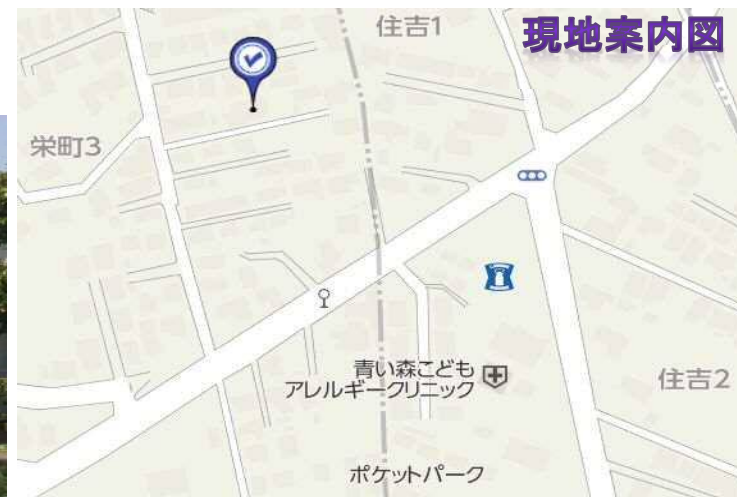 現地案内図
住吉1
栄町3
青い森こども
アレルギークリニック
住吉2
ポケットパーク